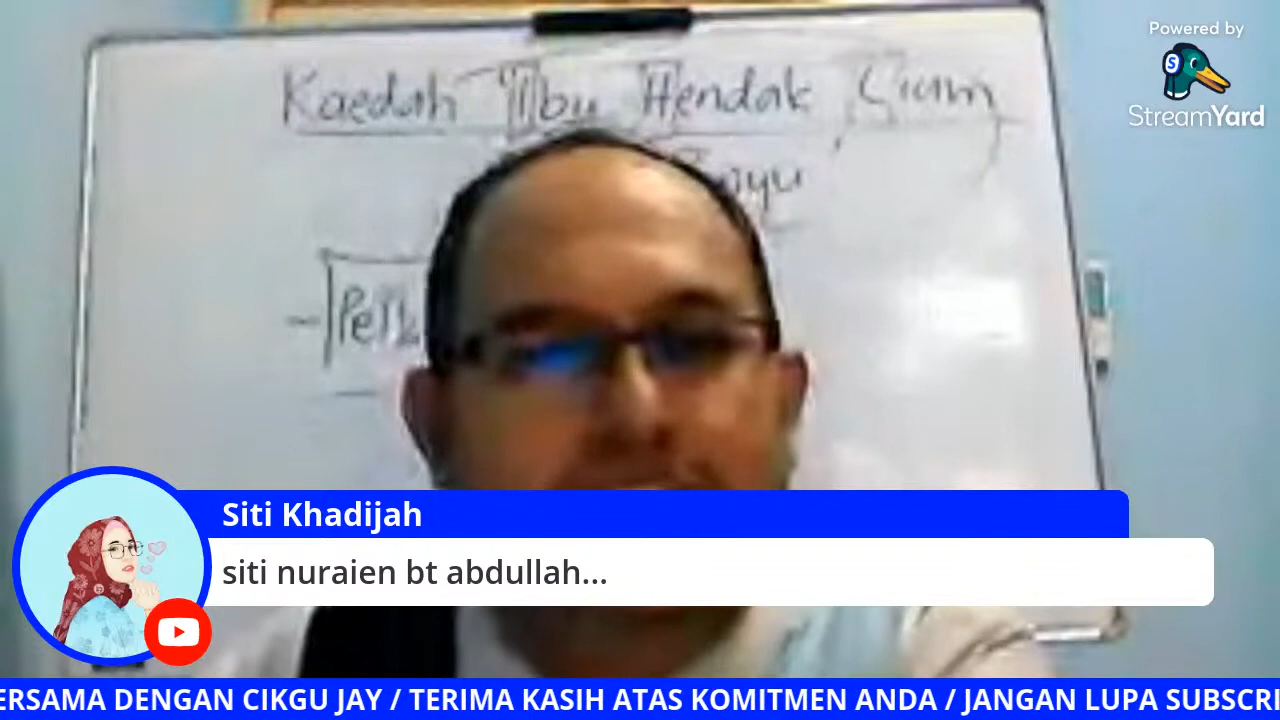 Powered by
StreamYard
Kaedah Ibu Hendak Cium
Siti Khadijah
siti nuraien bt abdullah...
ERSAMA DENGAN CIKGU JAY / TERIMA KASIH ATAS KOMITMEN ANDA / JANGAN LUPA SUBSCRI